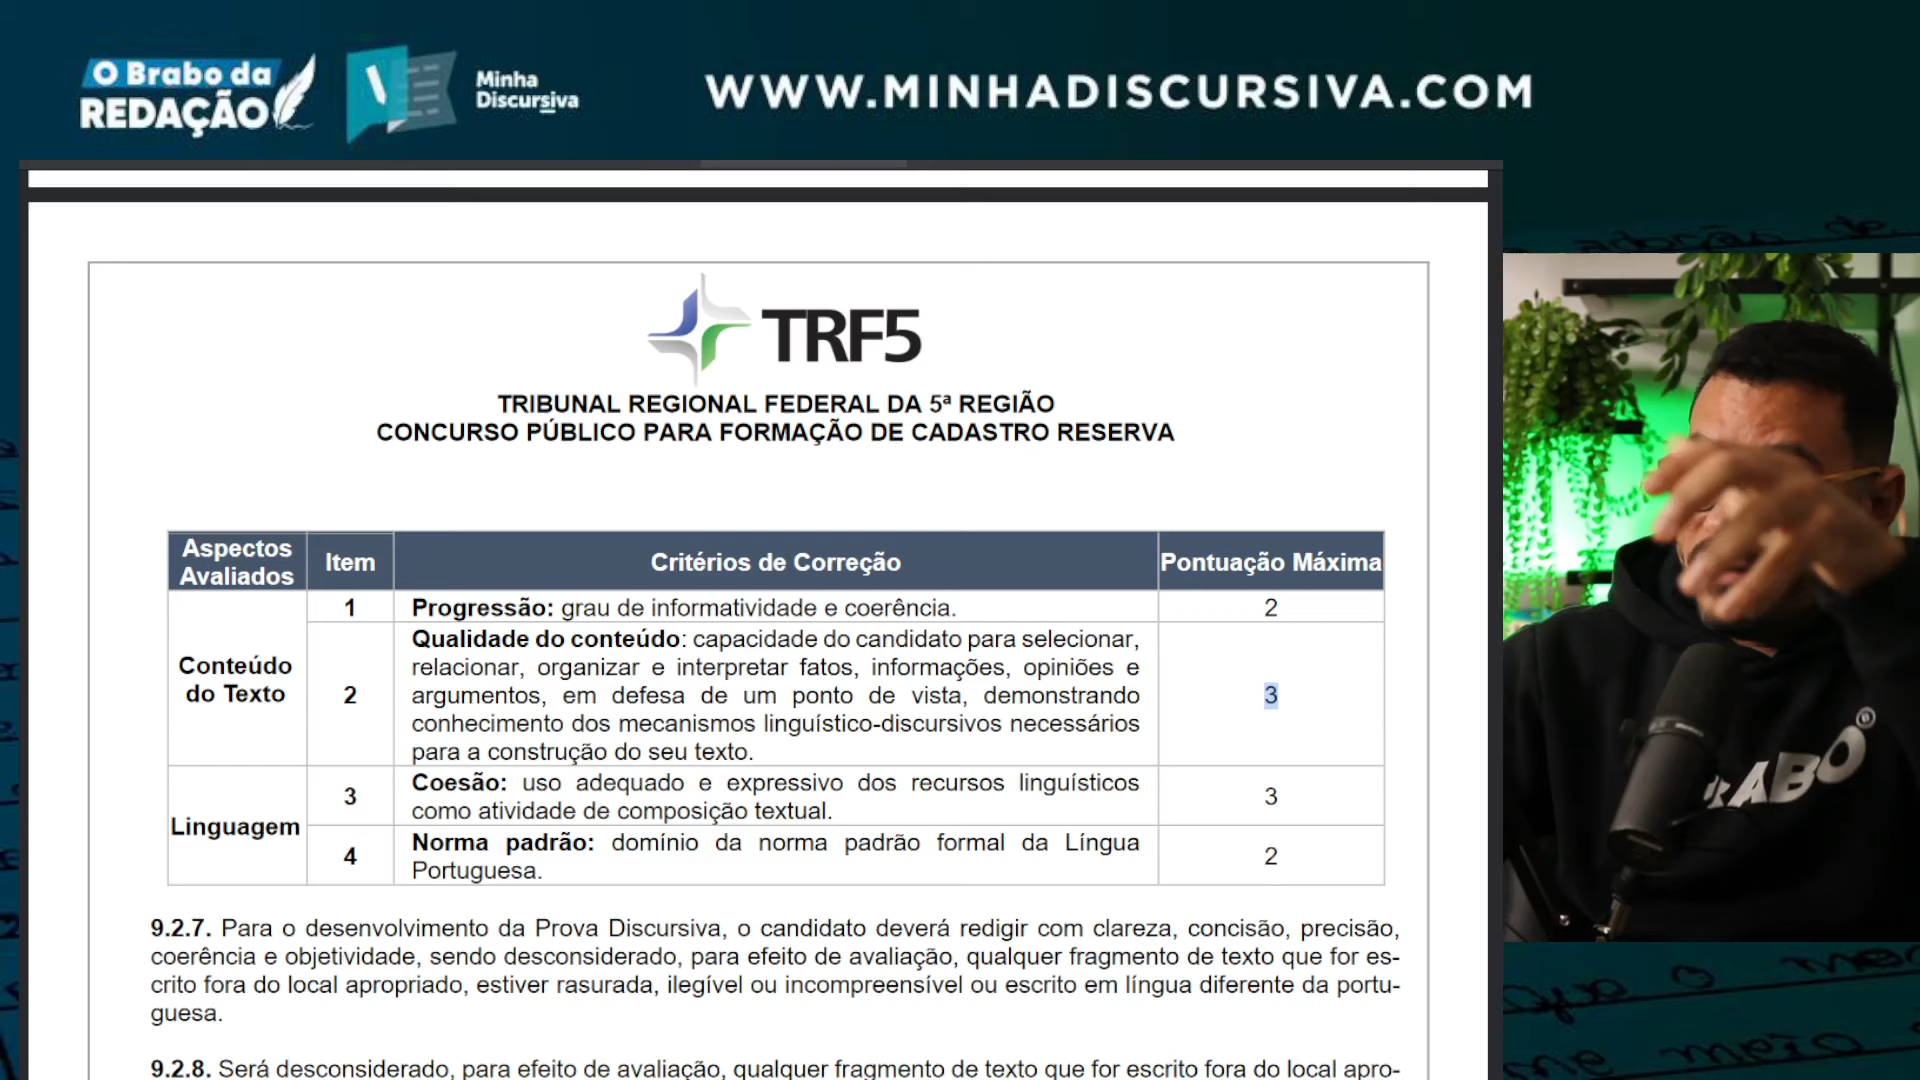 O Brabo da
REDAÇÃO
Minha
Discursiva
WWW.MINHADISCURSIVA.COM
TRF5
TRIBUNAL REGIONAL FEDERAL DA 5ª REGIÃO
CONCURSO PÚBLICO PARA FORMAÇÃO DE CADASTRO RESERVA
Aspectos
Avaliados
Item
Critérios de Correção
Pontuação Máxima
Conteúdo
do Texto
1
Progressão: grau de informatividade e coerência.
2
2
Qualidade do conteúdo: capacidade do candidato para selecionar,
relacionar, organizar e interpretar fatos, informações, opiniões e
argumentos, em defesa de um ponto de vista, demonstrando
conhecimento dos mecanismos linguístico-discursivos necessários
para a construção do seu texto.
3
Linguagem
3
Coesão: uso adequado e expressivo dos recursos linguísticos
como atividade de composição textual.
3
4
Norma padrão: domínio da norma padrão formal da Língua
Portuguesa.
2
9.2.7. Para o desenvolvimento da Prova Discursiva, o candidato deverá redigir com clareza, concisão, precisão,
coerência e objetividade, sendo desconsiderado, para efeito de avaliação, qualquer fragmento de texto que for es-
crito fora do local apropriado, estiver rasurada, ilegível ou incompreensível ou escrito em língua diferente da portu-
guesa.
9.2.8. Será desconsiderado, para efeito de avaliação, qualquer fragmento de texto que for escrito fora do local apro-